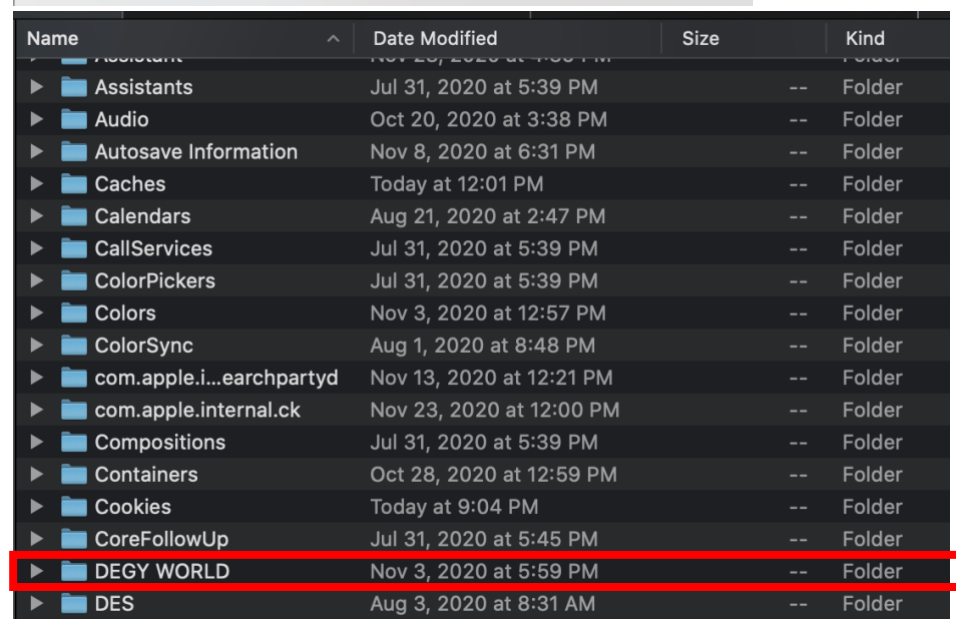 Name Date Modified Size Kind
Assistants Jul 31, 2020 at 5:39 PM -- Folder
Audio Oct 20, 2020 at 3:38 PM -- Folder
Autosave Information Nov 8, 2020 at 6:31 PM -- Folder
Caches Today at 12:01 PM -- Folder
Calendars Aug 21, 2020 at 2:47 PM -- Folder
CallServices Jul 31, 2020 at 5:39 PM -- Folder
ColorPickers Jul 31, 2020 at 5:39 PM -- Folder
Colors Nov 3, 2020 at 12:57 PM -- Folder
ColorSync Aug 1, 2020 at 8:48 PM -- Folder
com.apple.i...earchpartyd Nov 13, 2020 at 12:21 PM -- Folder
com.apple.internal.ck Nov 23, 2020 at 12:00 PM -- Folder
Compositions Jul 31, 2020 at 5:39 PM -- Folder
Containers Oct 28, 2020 at 12:59 PM -- Folder
Cookies Today at 9:04 PM -- Folder
CoreFollowUp Jul 31, 2020 at 5:45 PM -- Folder
DEGY WORLD Nov 3, 2020 at 5:59 PM -- Folder
DES Aug 3, 2020 at 8:31 AM -- Folder